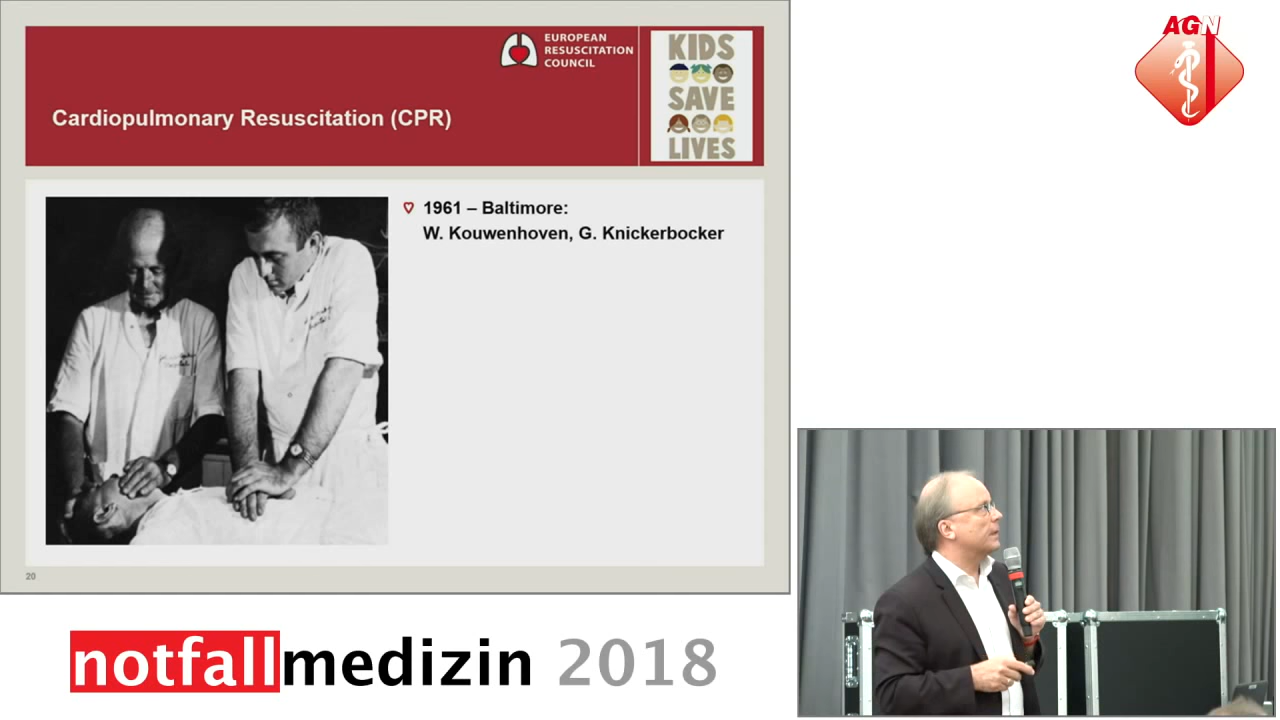 EUROPEAN
RESUSCITATION
COUNCIL
Cardiopulmonary Resuscitation (CPR)
KIDS
SAVE
LIVES
1961 – Baltimore:
W. Kouwenhoven, G. Knickerbocker
20
AGN
notfallmedizin 2018